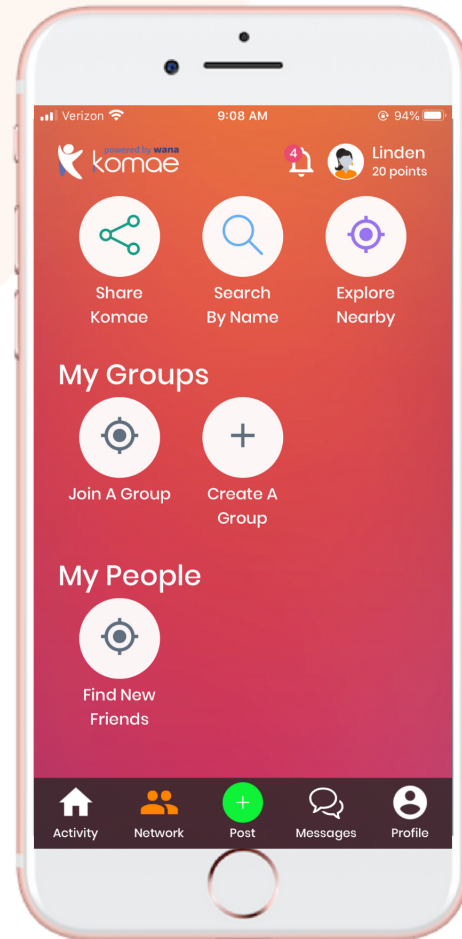 Verizon 9:08 AM 94%
powered by wana
komae
4
Linden
20 points
Share
Komae
Search
By Name
Explore
Nearby
My Groups
Join A Group
Create A
Group
My People
Find New
Friends
Activity Network Post Messages Profile